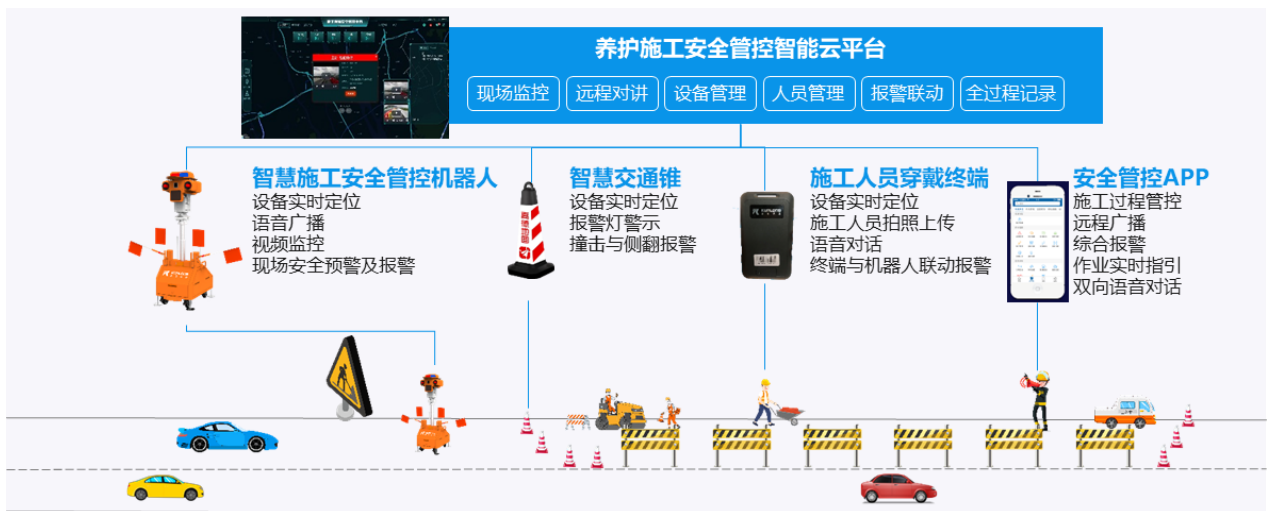 养护施工安全管控智能云平台
现场监控
远程对讲
设备管理
人员管理
报警联动
全过程记录
智慧施工安全管控机器人
设备实时定位
语音广播
视频监控
现场安全预警及报警
智慧交通锥
设备实时定位
报警灯警示
撞击与侧翻报警
施工人员穿戴终端
设备实时定位
施工人员拍照上传
语音对话
终端与机器人联动报警
安全管控APP
施工过程管控
远程广播
综合报警
作业实时指引
双向语音对话